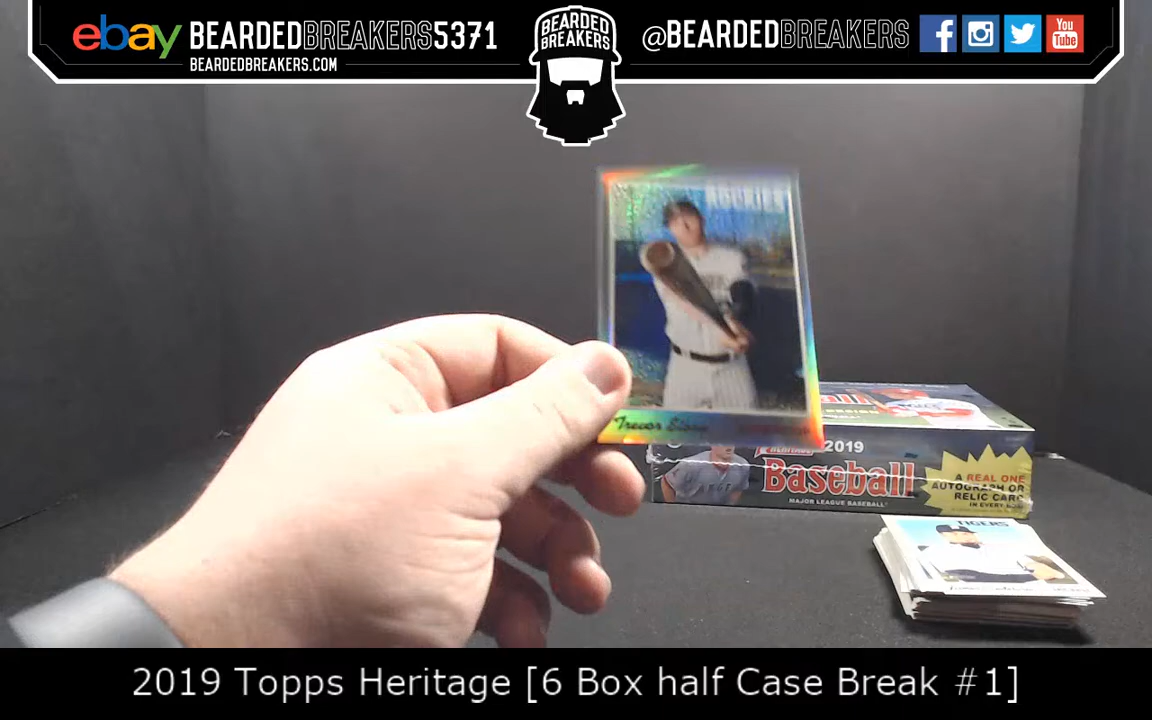 ebay BEARDEDBREAKERS5371
BEARDEDBREAKERS.COM
BEARDED
BREAKERS
@BEARDEDBREAKERS
You
Tube
ROCKIES
Trevor Story
2019
Baseball
MAJOR LEAGUE BASEBALL
A REAL ONE
AUTOGRAPH OR
RELIC CARD
IN EVERY BOX
TIGERS
2019 Topps Heritage [6 Box half Case Break #1]